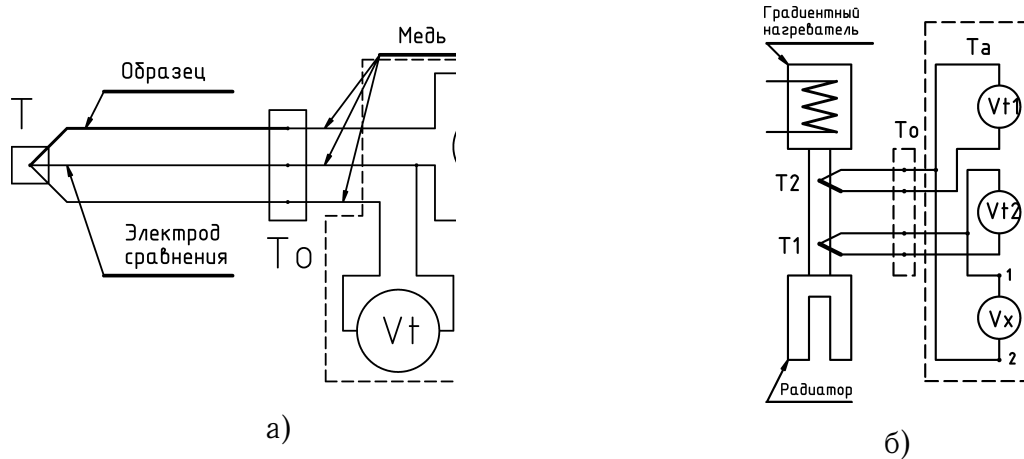 Медь
Образец
T
Электрод
сравнения
To
Vt
а)
Градиентный
нагреватель
Ta
Vt1
To
T2
Vt2
T1
1
Vx
2
Радиатор
б)